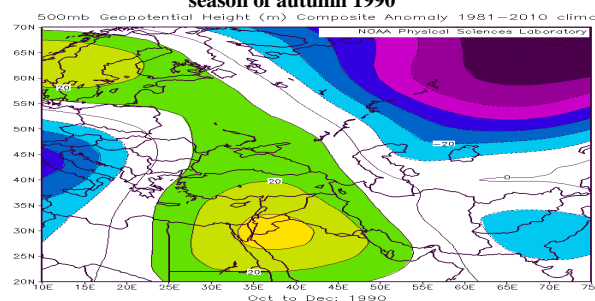 season of autumn 1990
500mb Geopotential Height (m) Composite Anomaly 1981–2010 climo
NOAA Physical Sciences Laboratory
70N
65N
60N
55N
50N
45N
40N
35N
30N
25N
20N
20
-20
20
0
20
10E 15E 20E 25E 30E 35E 40E 45E 50E 55E 60E 65E 70E 75
Oct to Dec: 1990